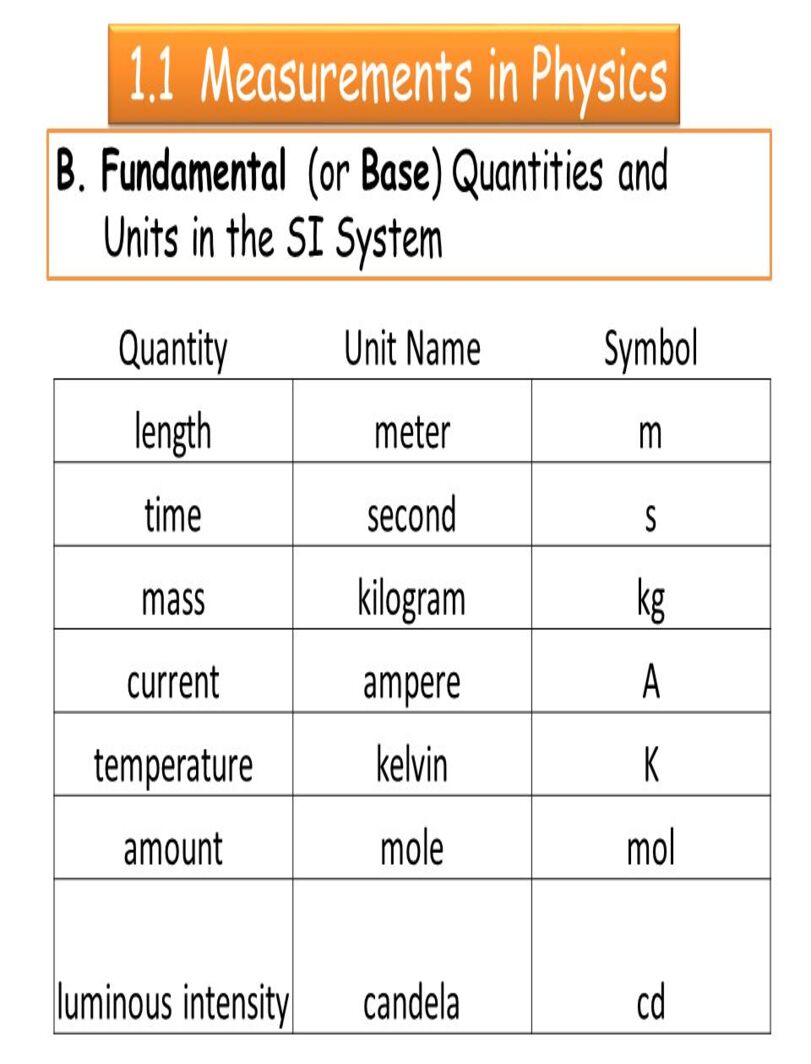 1.1 Measurements in Physics
B. Fundamental (or Base) Quantities and
Units in the SI System
Quantity Unit Name Symbol
length meter m
time second s
mass kilogram kg
current ampere A
temperature kelvin K
amount mole mol
luminous intensity candela cd